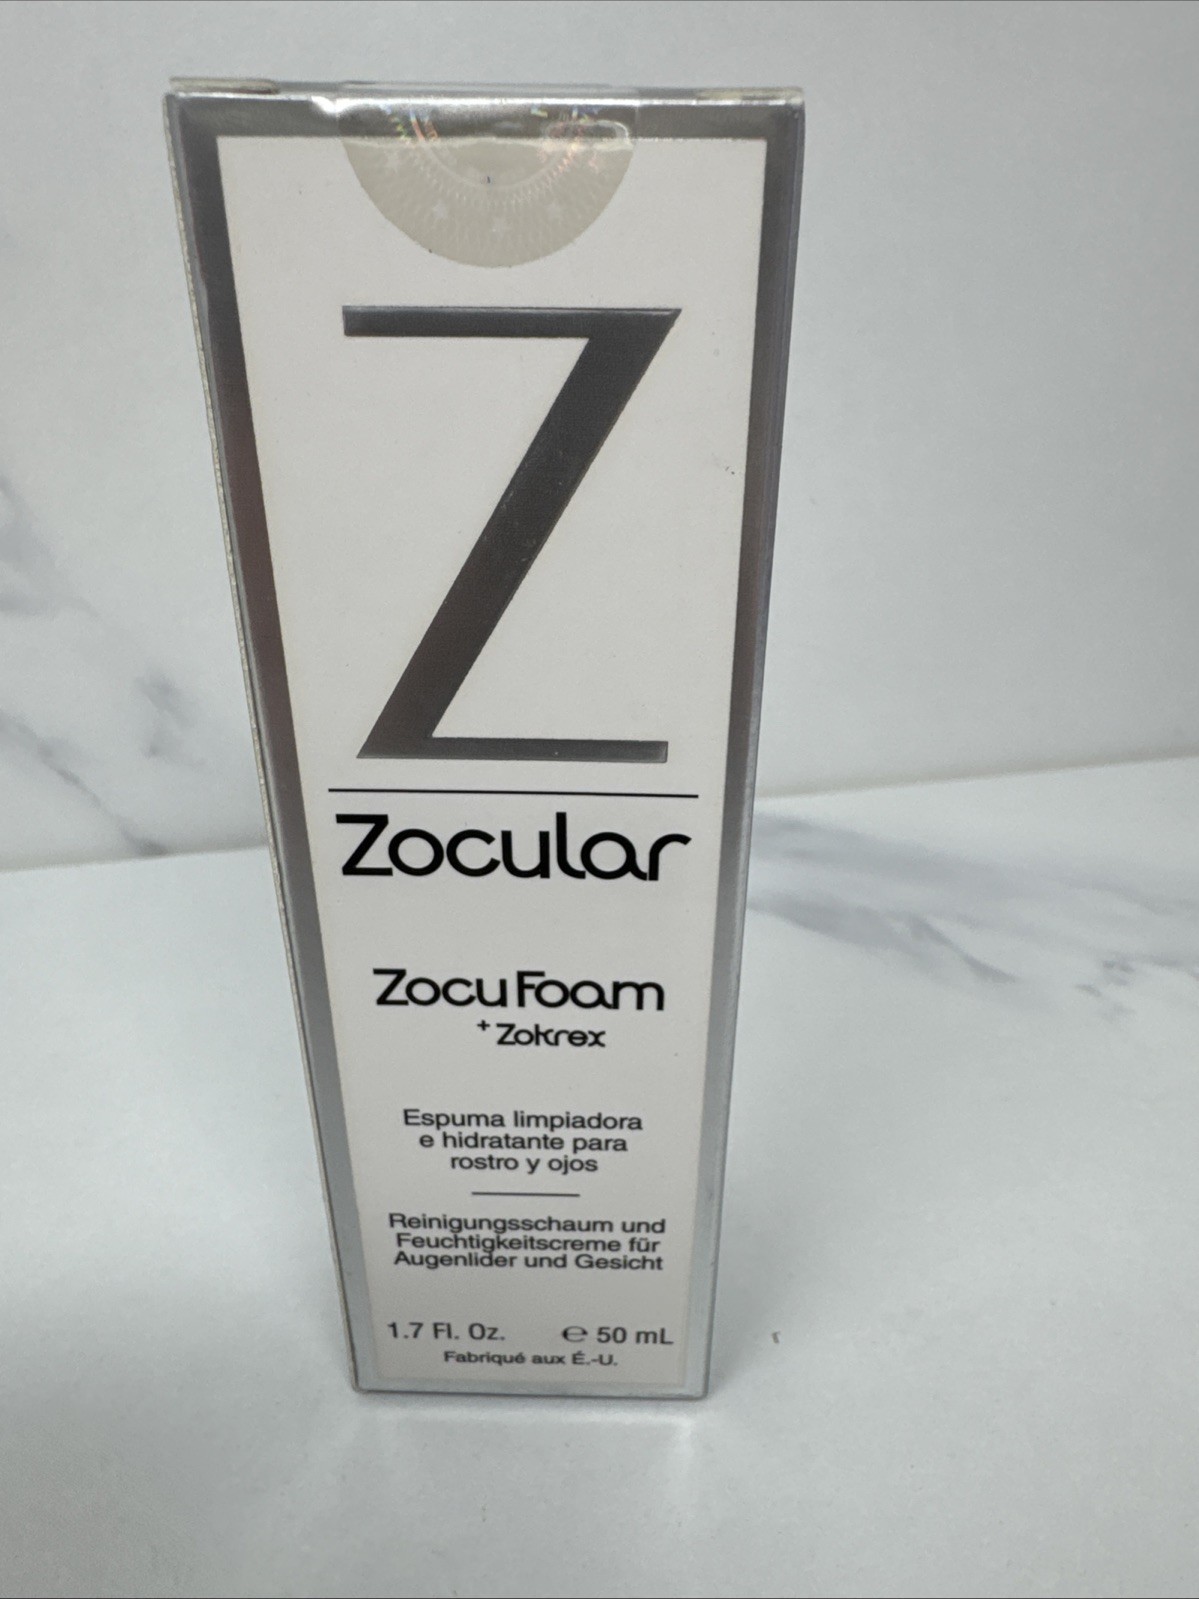 Z
Zocular
ZocuFoam
+Zokrex
Espuma limpiadora
e hidratante para
rostro y ojos
Reinigungsschaum und
Feuchtigkeitscreme für
Augenlider und Gesicht
1.7 Fl. Oz. ℮ 50 mL
Fabriqué aux É.-U.